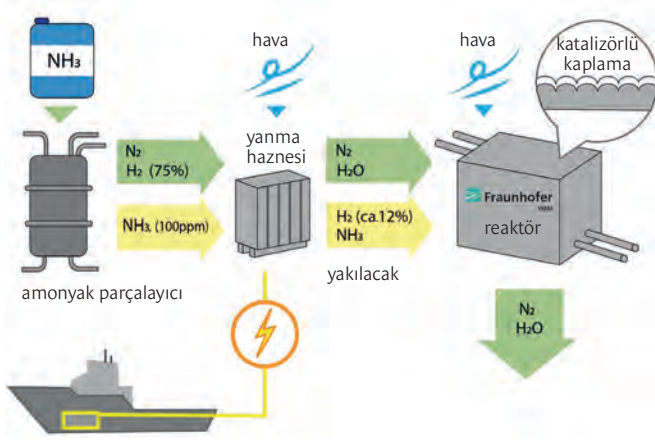 NH₃
hava
hava
katalizörlü
kaplama
N₂
H₂ (75%)
yanma
haznesi
N₂
H₂O
Fraunhofer
IMM
NH₃, (100ppm)
H₂ (ca.12%)
NH₃
reaktör
amonyak parçalayıcı
yakılacak
N₂
H₂O